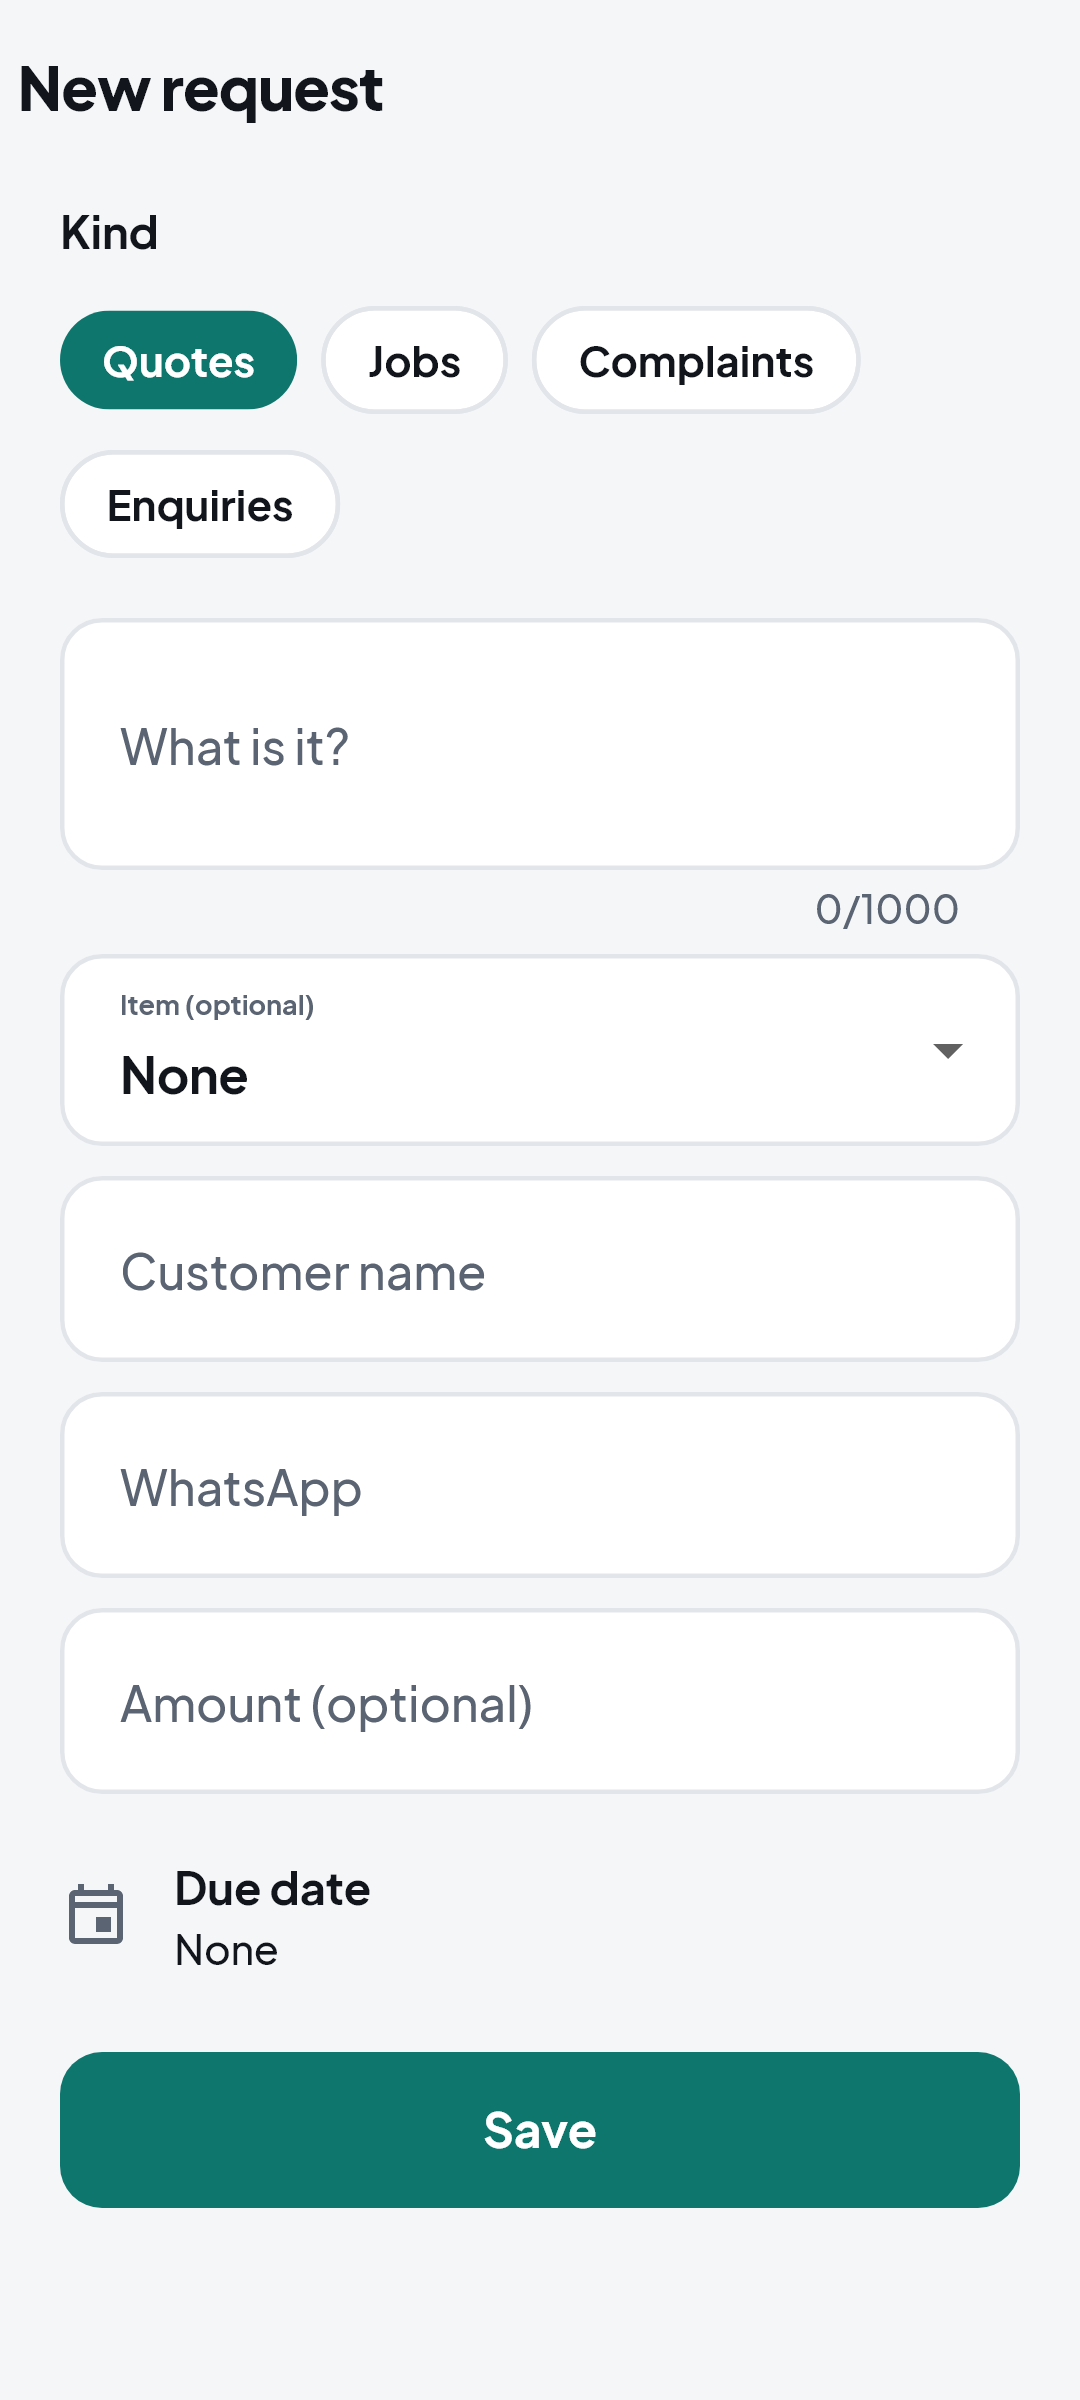 New request
Kind
Quotes Jobs Complaints
Enquiries
What is it?
0/1000
Item (optional)
None
Customer name
WhatsApp
Amount (optional)
Due date
None
Save